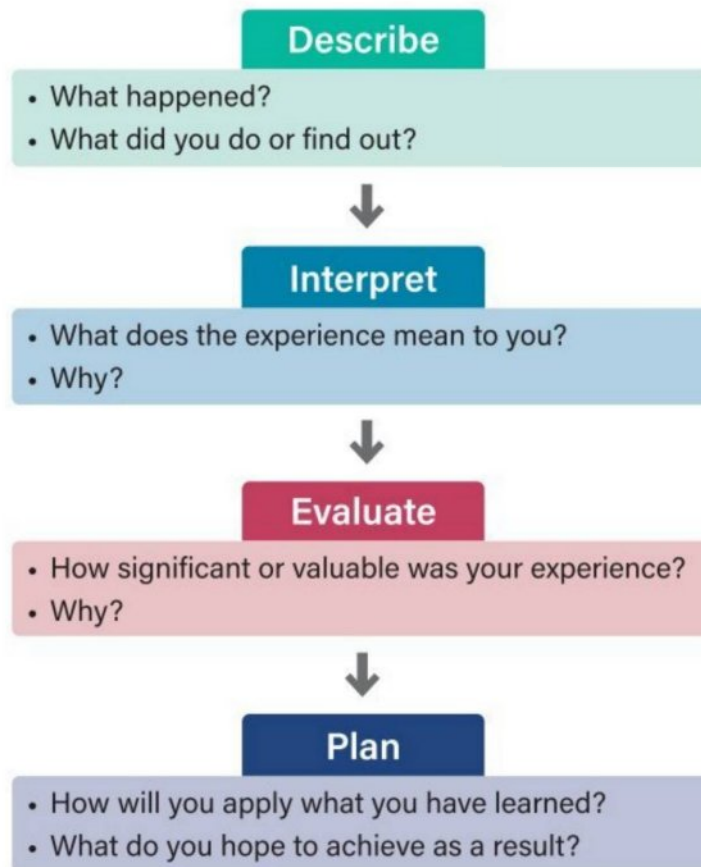 Describe
• What happened?
• What did you do or find out?
Interpret
• What does the experience mean to you?
• Why?
Evaluate
• How significant or valuable was your experience?
• Why?
Plan
• How will you apply what you have learned?
• What do you hope to achieve as a result?